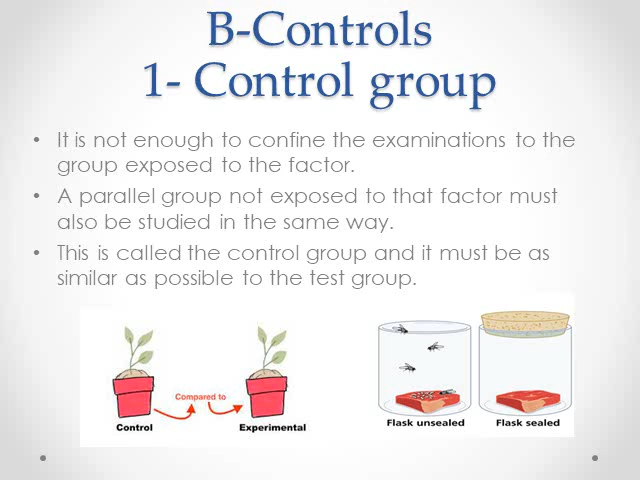 B-Controls
1- Control group
• It is not enough to confine the examinations to the
group exposed to the factor.
• A parallel group not exposed to that factor must
also be studied in the same way.
• This is called the control group and it must be as
similar as possible to the test group.
Compared to
Control
Experimental
Flask unsealed
Flask sealed